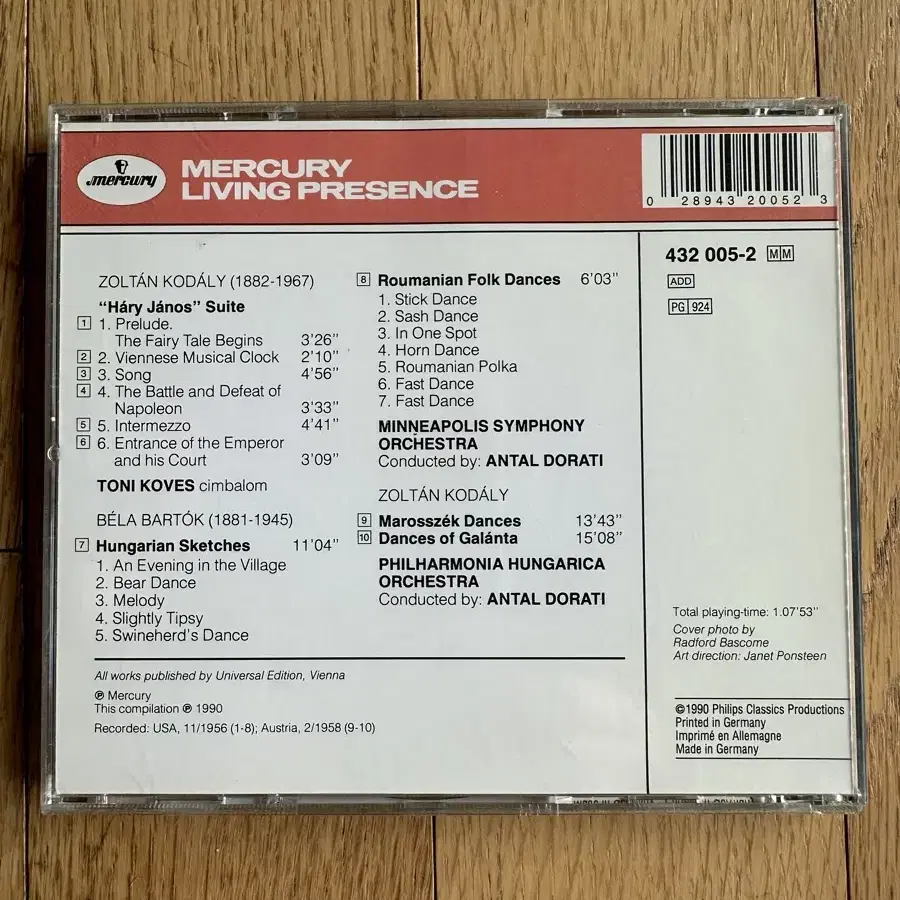 mercury
MERCURY
LIVING PRESENCE
0 28943 20052 3
ZOLTÁN KODÁLY (1882-1967)
“Háry János” Suite
1 1. Prelude.
The Fairy Tale Begins 3’26”
2 2. Viennese Musical Clock 2’10”
3 3. Song 4’56”
4 4. The Battle and Defeat of
Napoleon 3’33”
5 5. Intermezzo 4’41”
6 6. Entrance of the Emperor
and his Court 3’09”
TONI KOVES cimbalom
BÉLA BARTÓK (1881-1945)
7 Hungarian Sketches 11’04”
1. An Evening in the Village
2. Bear Dance
3. Melody
4. Slightly Tipsy
5. Swineherd’s Dance
8 Roumanian Folk Dances 6’03”
1. Stick Dance
2. Sash Dance
3. In One Spot
4. Horn Dance
5. Roumanian Polka
6. Fast Dance
7. Fast Dance
MINNEAPOLIS SYMPHONY
ORCHESTRA
Conducted by: ANTAL DORATI
ZOLTÁN KODÁLY
9 Marosszék Dances 13’43”
10 Dances of Galánta 15’08”
PHILHARMONIA HUNGARICA
ORCHESTRA
Conducted by: ANTAL DORATI
All works published by Universal Edition, Vienna
℗ Mercury
This compilation ℗ 1990
Recorded: USA, 11/1956 (1-8); Austria, 2/1958 (9-10)
432 005-2 MM
ADD
PG 924
Total playing-time: 1.07’53”
Cover photo by
Radford Bascome
Art direction: Janet Ponsteen
©1990 Philips Classics Productions
Printed in Germany
Imprimé en Allemagne
Made in Germany